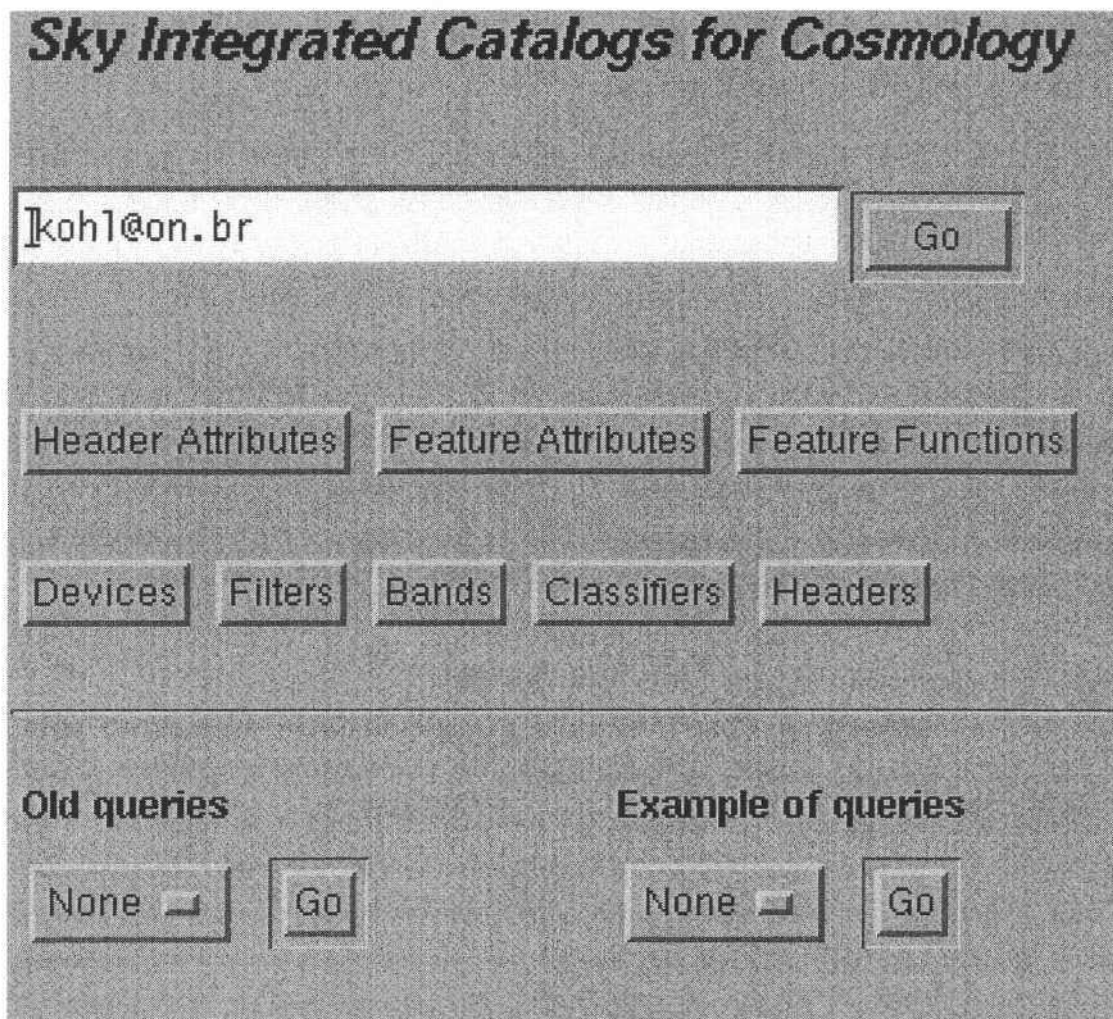 Sky Integrated Catalogs for Cosmology
kohl@on.br Go
Header Attributes Feature Attributes Feature Functions
Devices Filters Bands Classifiers Headers
Old queries Example of queries
None Go None Go